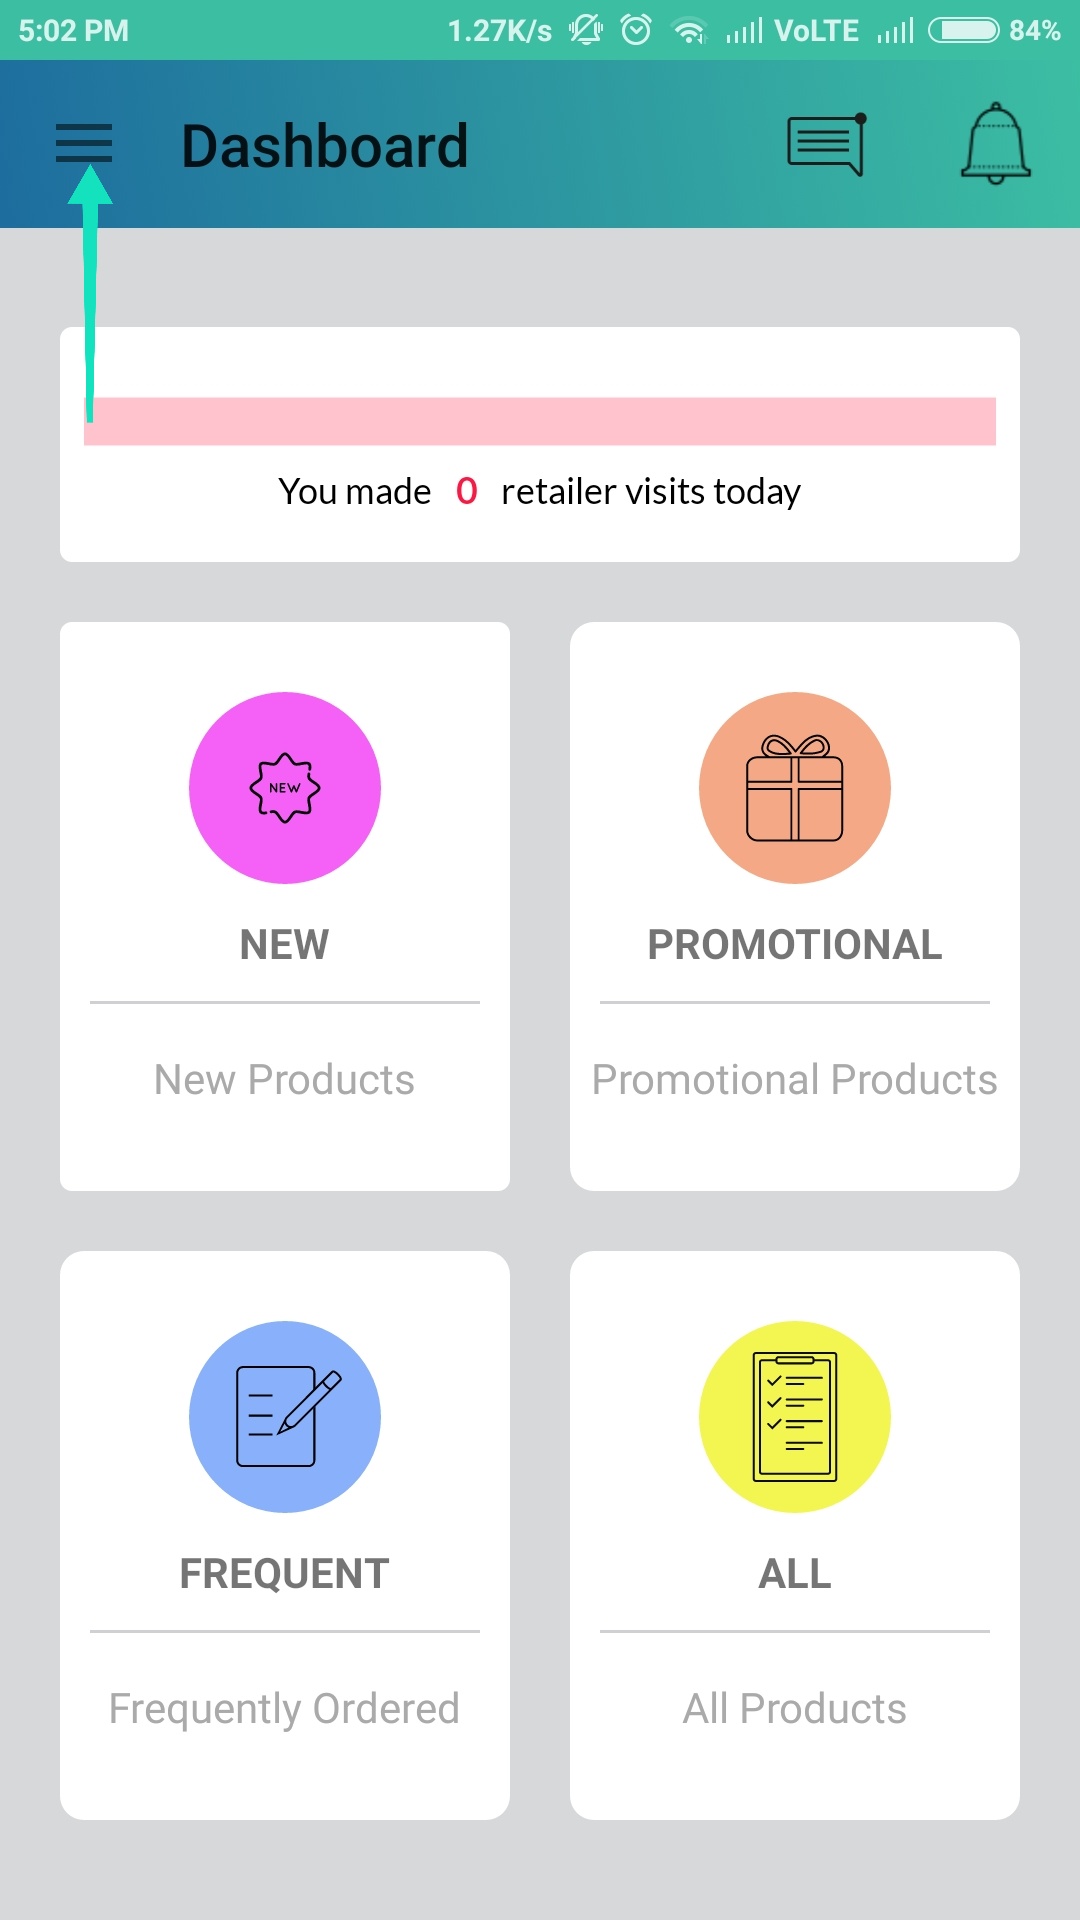 5:02 PM 1.27K/s VoLTE 84%
Dashboard
You made 0 retailer visits today
NEW
NEW
New Products
PROMOTIONAL
Promotional Products
FREQUENT
Frequently Ordered
ALL
All Products